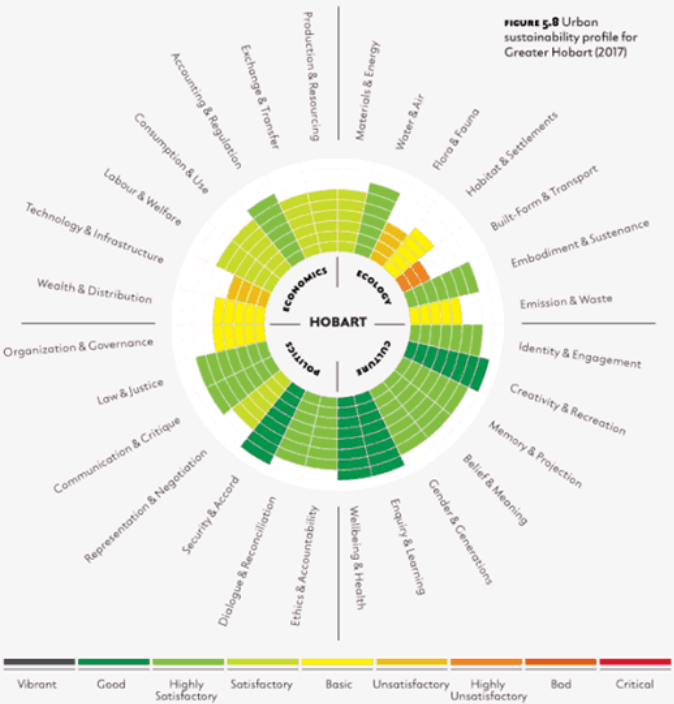 FIGURE 5.8 Urban
sustainability profile for
Greater Hobart (2017)
Production & Resourcing
Exchange & Transfer
Accounting & Regulation
Consumption & Use
Labour & Welfare
Technology & Infrastructure
Wealth & Distribution
Materials & Energy
Water & Air
Flora & Fauna
Habitat & Settlements
Built-Form & Transport
Embodiment & Sustenance
Emission & Waste
ECONOMICS
ECOLOGY
HOBART
POLITICS
CULTURE
Organization & Governance
Law & Justice
Communication & Critique
Representation & Negotiation
Security & Accord
Dialogue & Reconciliation
Ethics & Accountability
Identity & Engagement
Creativity & Recreation
Memory & Projection
Belief & Meaning
Gender & Generations
Enquiry & Learning
Wellbeing & Health
Vibrant
Good
Highly
Satisfactory
Satisfactory
Basic
Unsatisfactory
Highly
Unsatisfactory
Bad
Critical